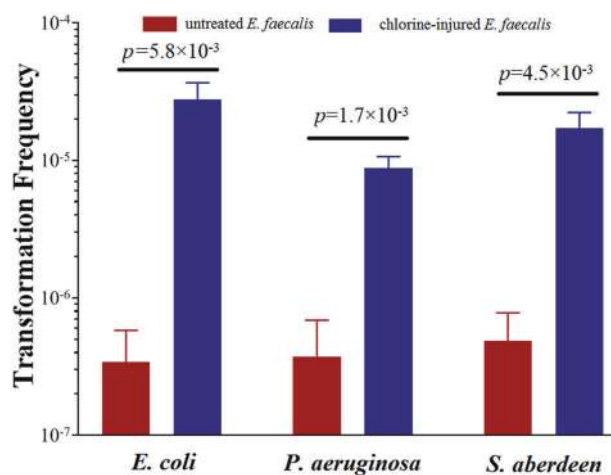 untreated E. faecalis chlorine-injured E. faecalis
10⁻⁴
p=5.8×10⁻³
p=4.5×10⁻³
p=1.7×10⁻³
10⁻⁵
Transformation Frequency
10⁻⁶
10⁻⁷
E. coli P. aeruginosa S. aberdeen